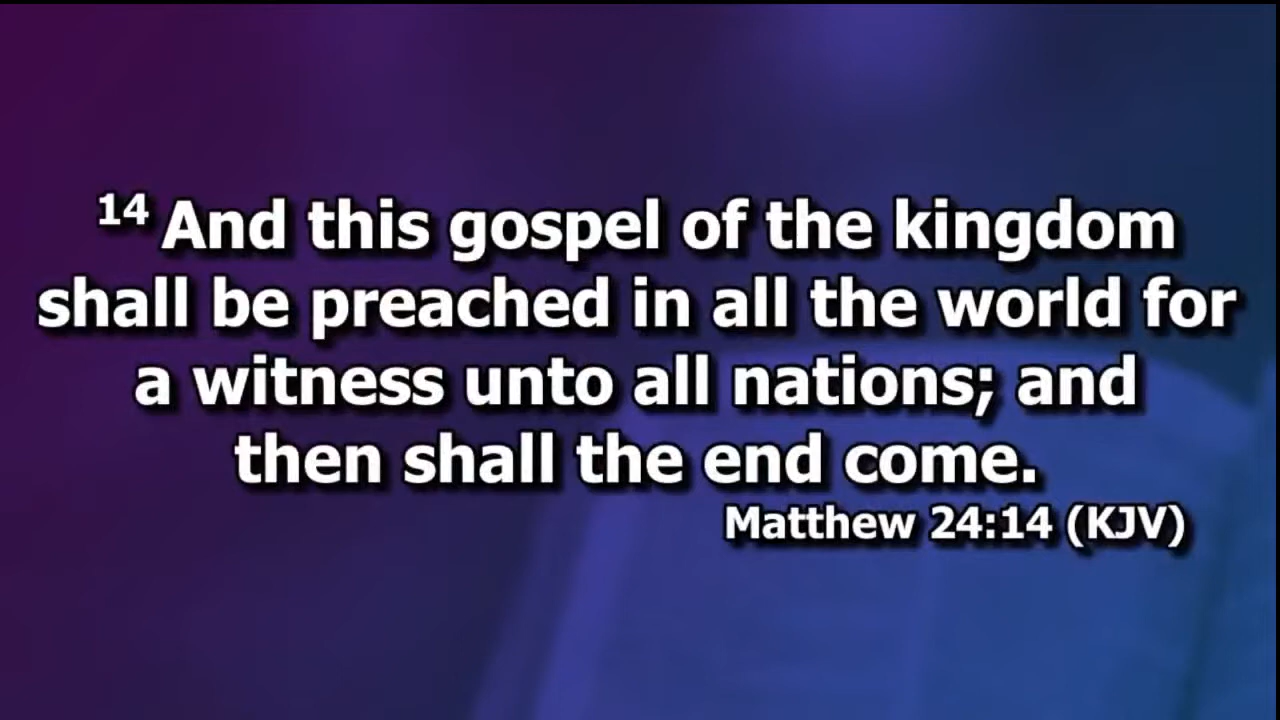 14 And this gospel of the kingdom
shall be preached in all the world for
a witness unto all nations; and
then shall the end come.
Matthew 24:14 (KJV)